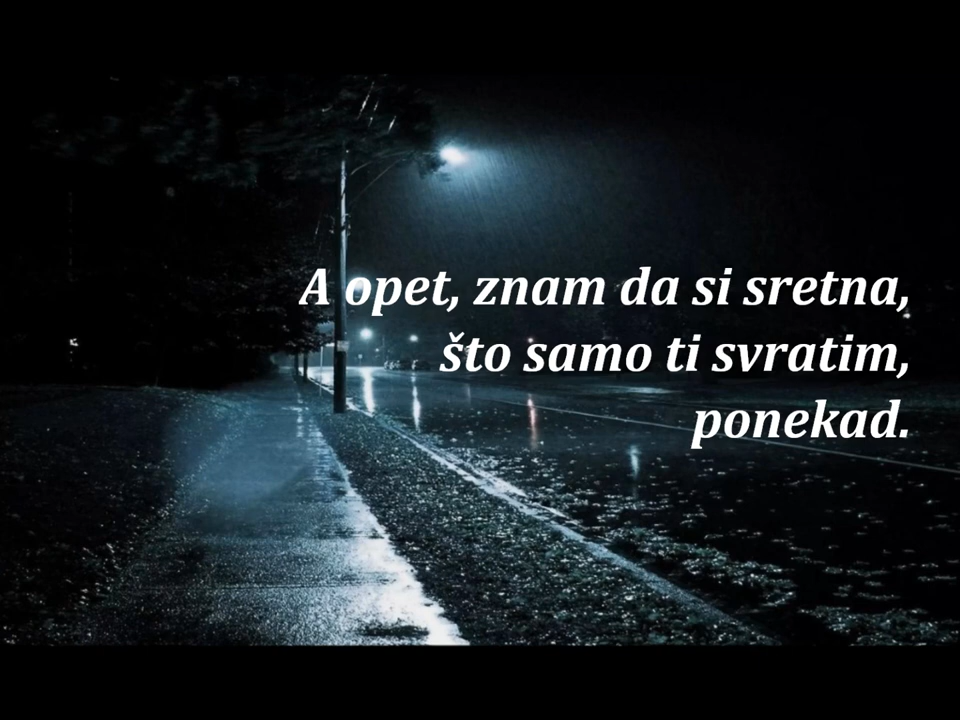 A opet, znam da si sretna,
što samo ti svratim,
ponekad.